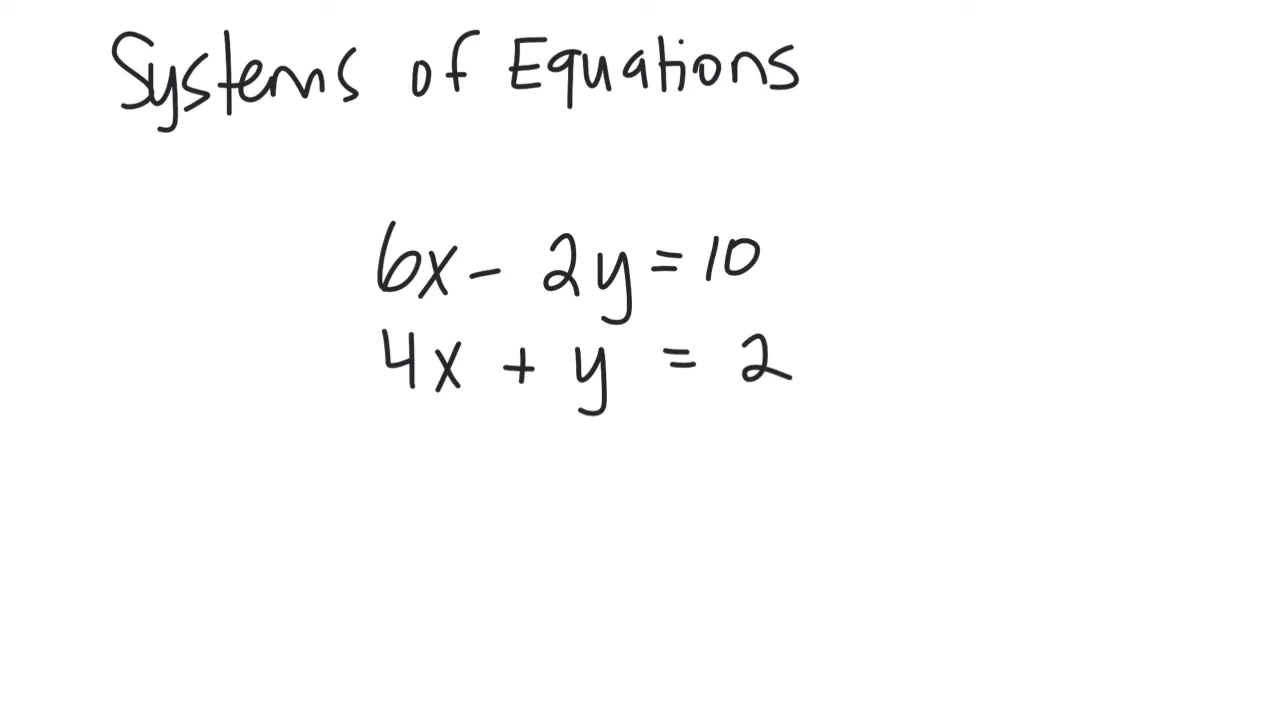 Systems of Equations
6x - 2y = 10
4x + y = 2